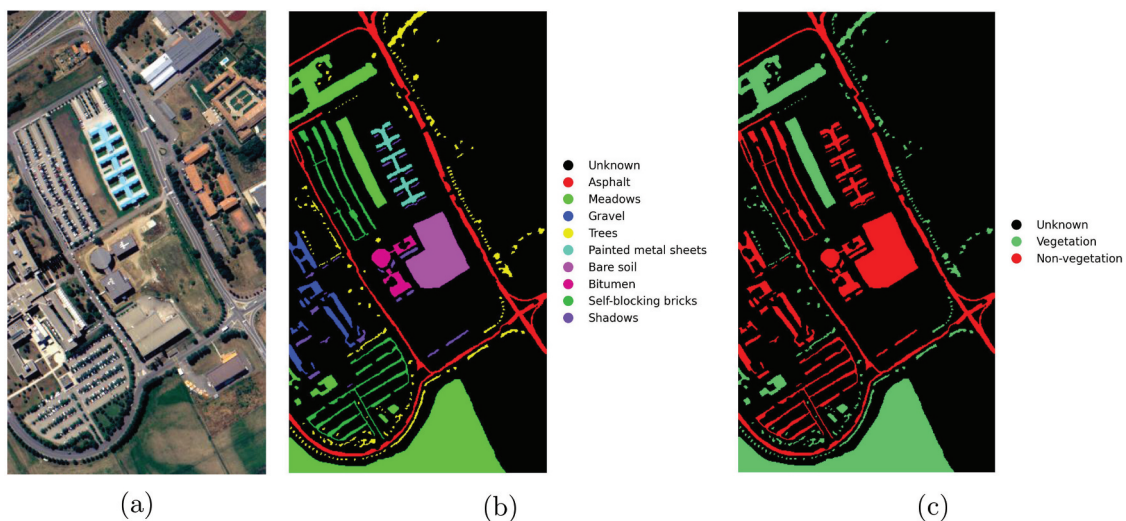 Unknown
Asphalt
Meadows
Gravel
Trees
Painted metal sheets
Bare soil
Bitumen
Self-blocking bricks
Shadows
Unknown
Vegetation
Non-vegetation
(a)
(b)
(c)